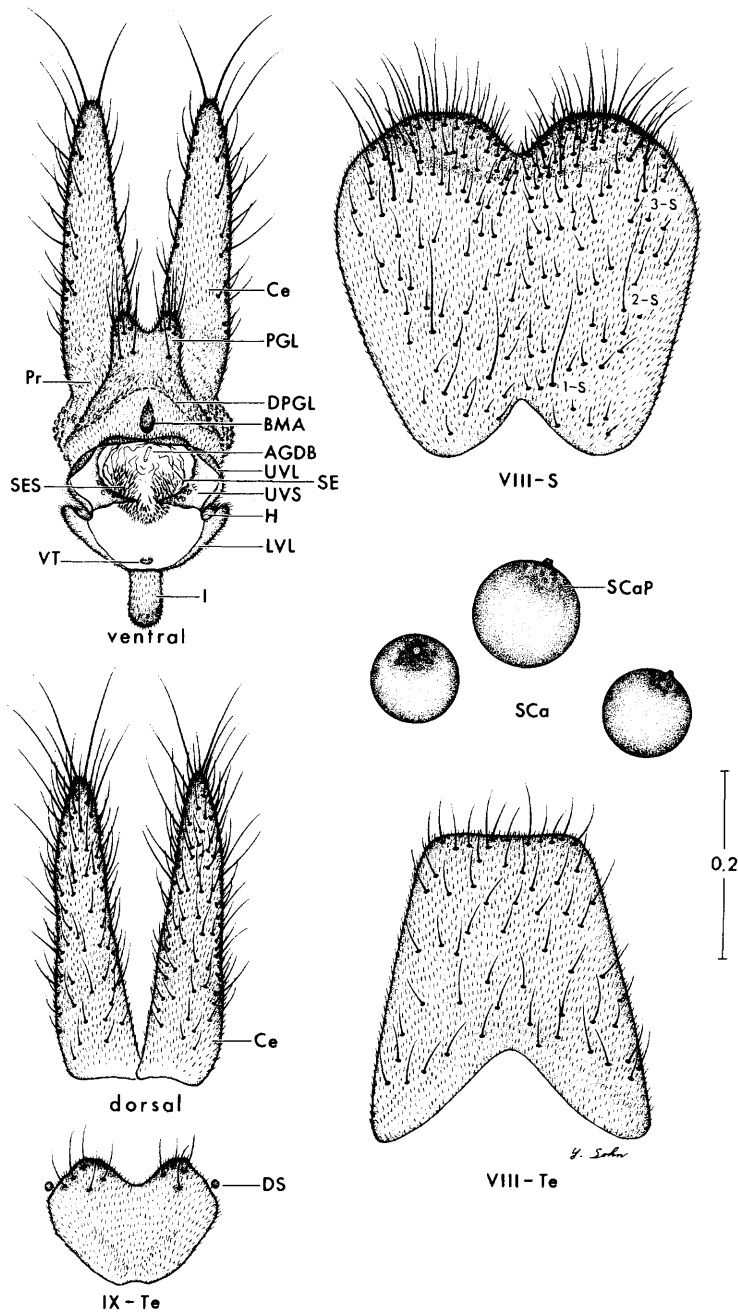 Ce
PGL
Pr
DPGL
BMA
AGDB
UVL
SES
SE
UVS
H
LVL
VT
I
ventral
3-S
2-S
1-S
VIII-S
SCaP
SCa
0.2
Ce
dorsal
Y. Sohn
VIII-Te
DS
IX-Te